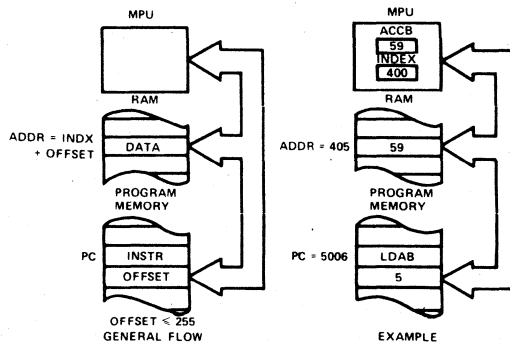 MPU
RAM
ADDR = INDX
+ OFFSET
DATA
PROGRAM
MEMORY
PC
INSTR
OFFSET
OFFSET ≤ 255
GENERAL FLOW
MPU
ACCB
59
INDEX
400
RAM
ADDR = 405
59
PROGRAM
MEMORY
PC = 5006
LDAB
5
EXAMPLE